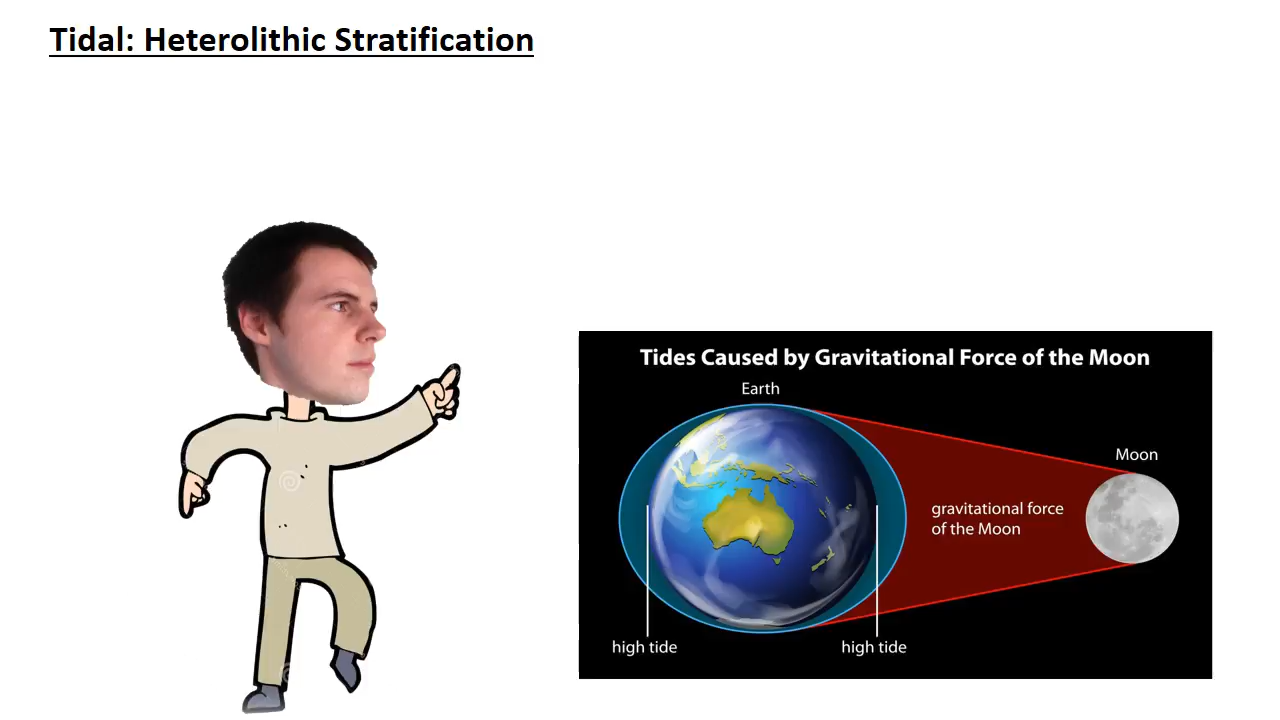 Tidal: Heterolithic Stratification
Tides Caused by Gravitational Force of the Moon
Earth
Moon
gravitational force
of the Moon
high tide
high tide